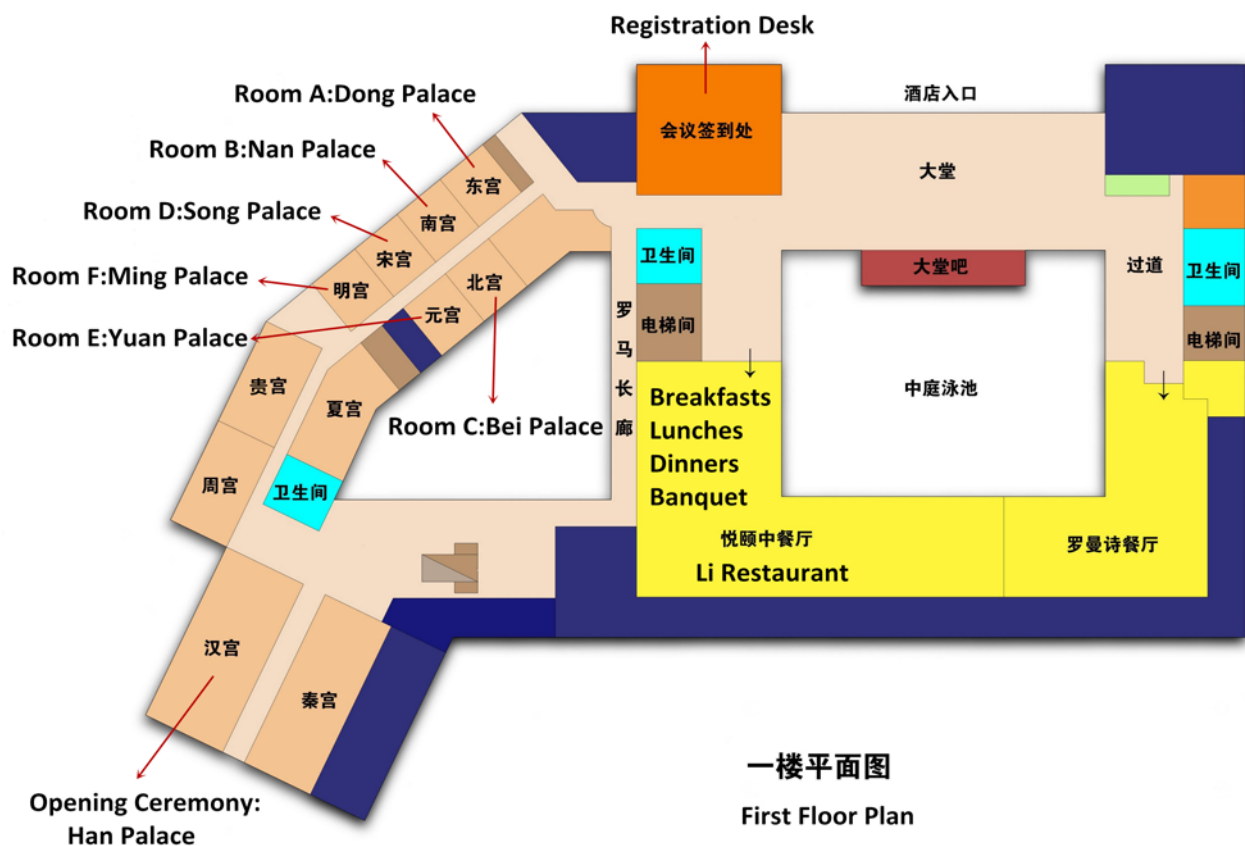 Registration Desk
Room A:Dong Palace
酒店入口
会议签到处
Room B:Nan Palace
东宫
大堂
Room D:Song Palace
南宫
宋宫
卫生间
大堂吧
过道
卫生间
Room F:Ming Palace
明宫
北宫
元宫
Room E:Yuan Palace
罗马长廊
电梯间
电梯间
贵宫
夏宫
中庭泳池
Room C:Bei Palace
Breakfasts
Lunches
Dinners
Banquet
周宫
卫生间
悦颐中餐厅
罗曼诗餐厅
Li Restaurant
汉宫
秦宫
Opening Ceremony:
Han Palace
一楼平面图
First Floor Plan